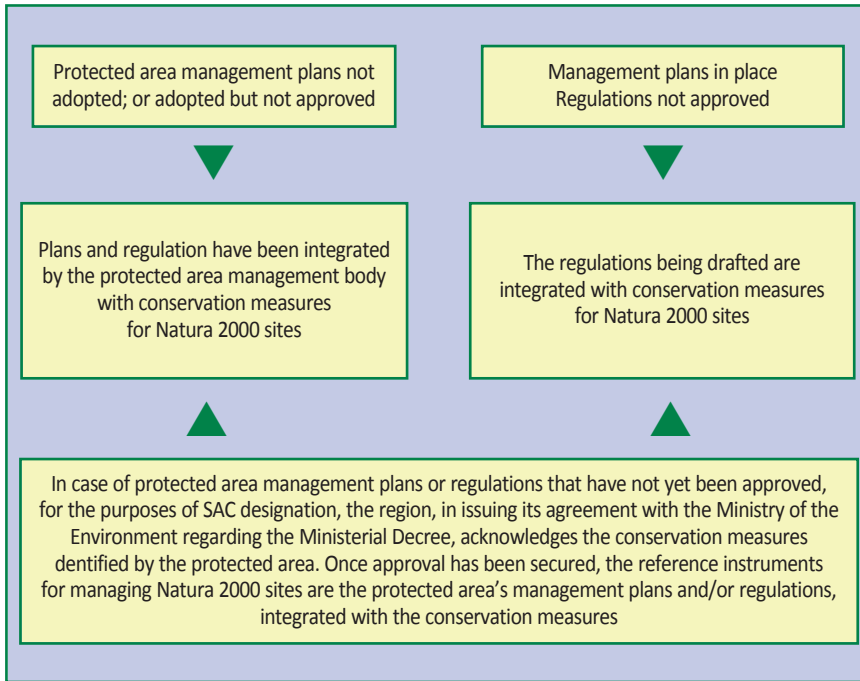 Protected area management plans not
adopted; or adopted but not approved
Management plans in place
Regulations not approved
Plans and regulation have been integrated
by the protected area management body
with conservation measures
for Natura 2000 sites
The regulations being drafted are
integrated with conservation measures
for Natura 2000 sites
In case of protected area management plans or regulations that have not yet been approved,
for the purposes of SAC designation, the region, in issuing its agreement with the Ministry of the
Environment regarding the Ministerial Decree, acknowledges the conservation measures
dentified by the protected area. Once approval has been secured, the reference instruments
for managing Natura 2000 sites are the protected area’s management plans and/or regulations,
integrated with the conservation measures